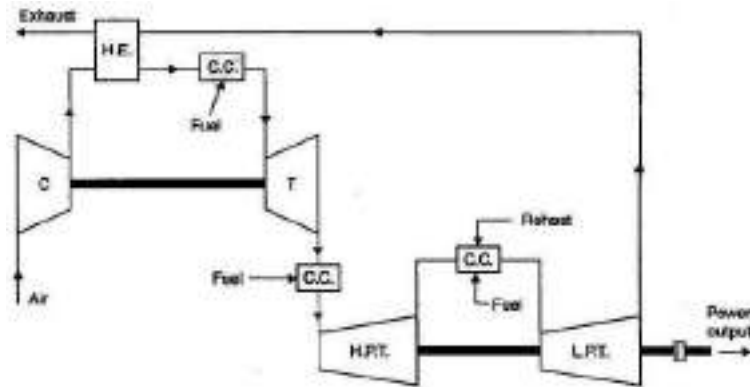 Exhaust
H.E.
C.C.
Fuel
C
T
Air
Fuel
C.C.
Reheat
C.C.
Fuel
H.P.T.
L.P.T.
Power
output